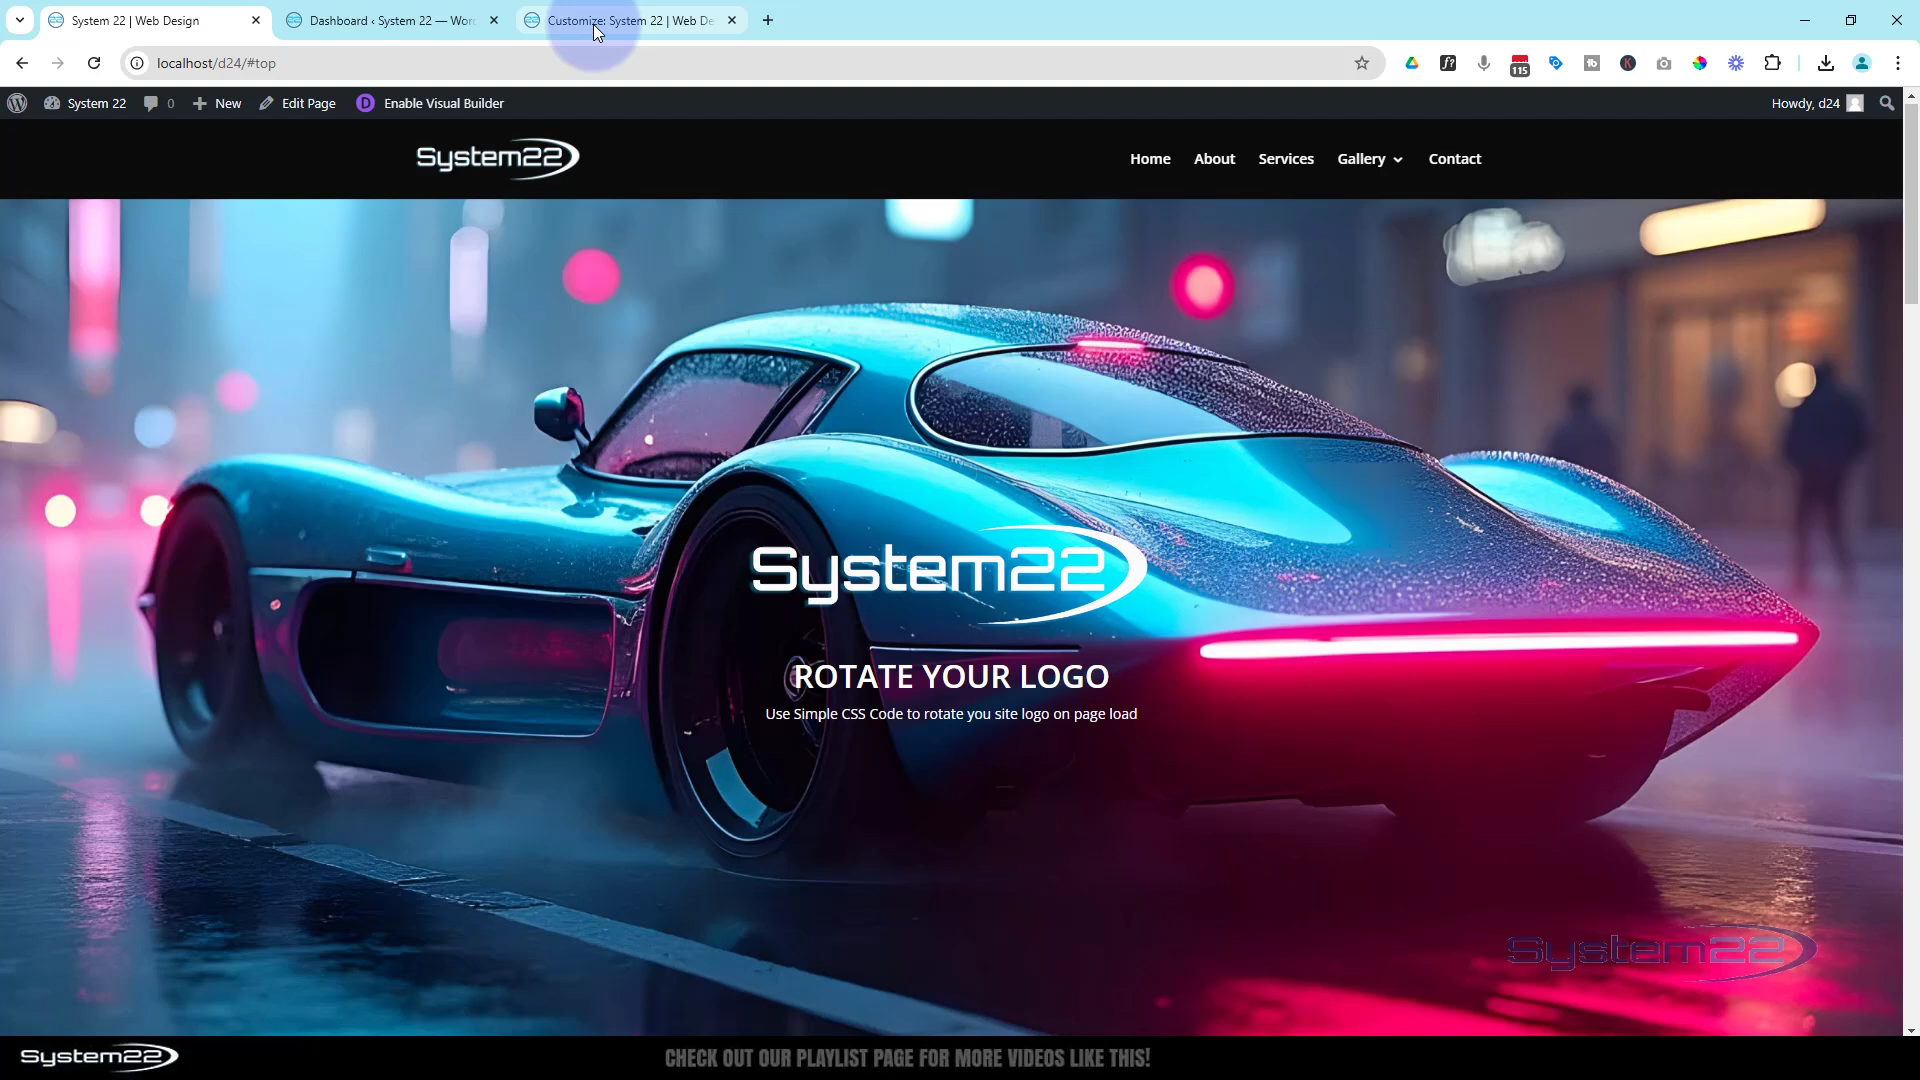 System 22 | Web Design
Dashboard ‹ System 22 — Wor
Customize: System 22 | Web De
localhost/d24/#top
115
System 22
0
New
Edit Page
D
Enable Visual Builder
Howdy, d24
System22
Home
About
Services
Gallery
Contact
System22
ROTATE YOUR LOGO
Use Simple CSS Code to rotate you site logo on page load
System22
System22
CHECK OUT OUR PLAYLIST PAGE FOR MORE VIDEOS LIKE THIS!